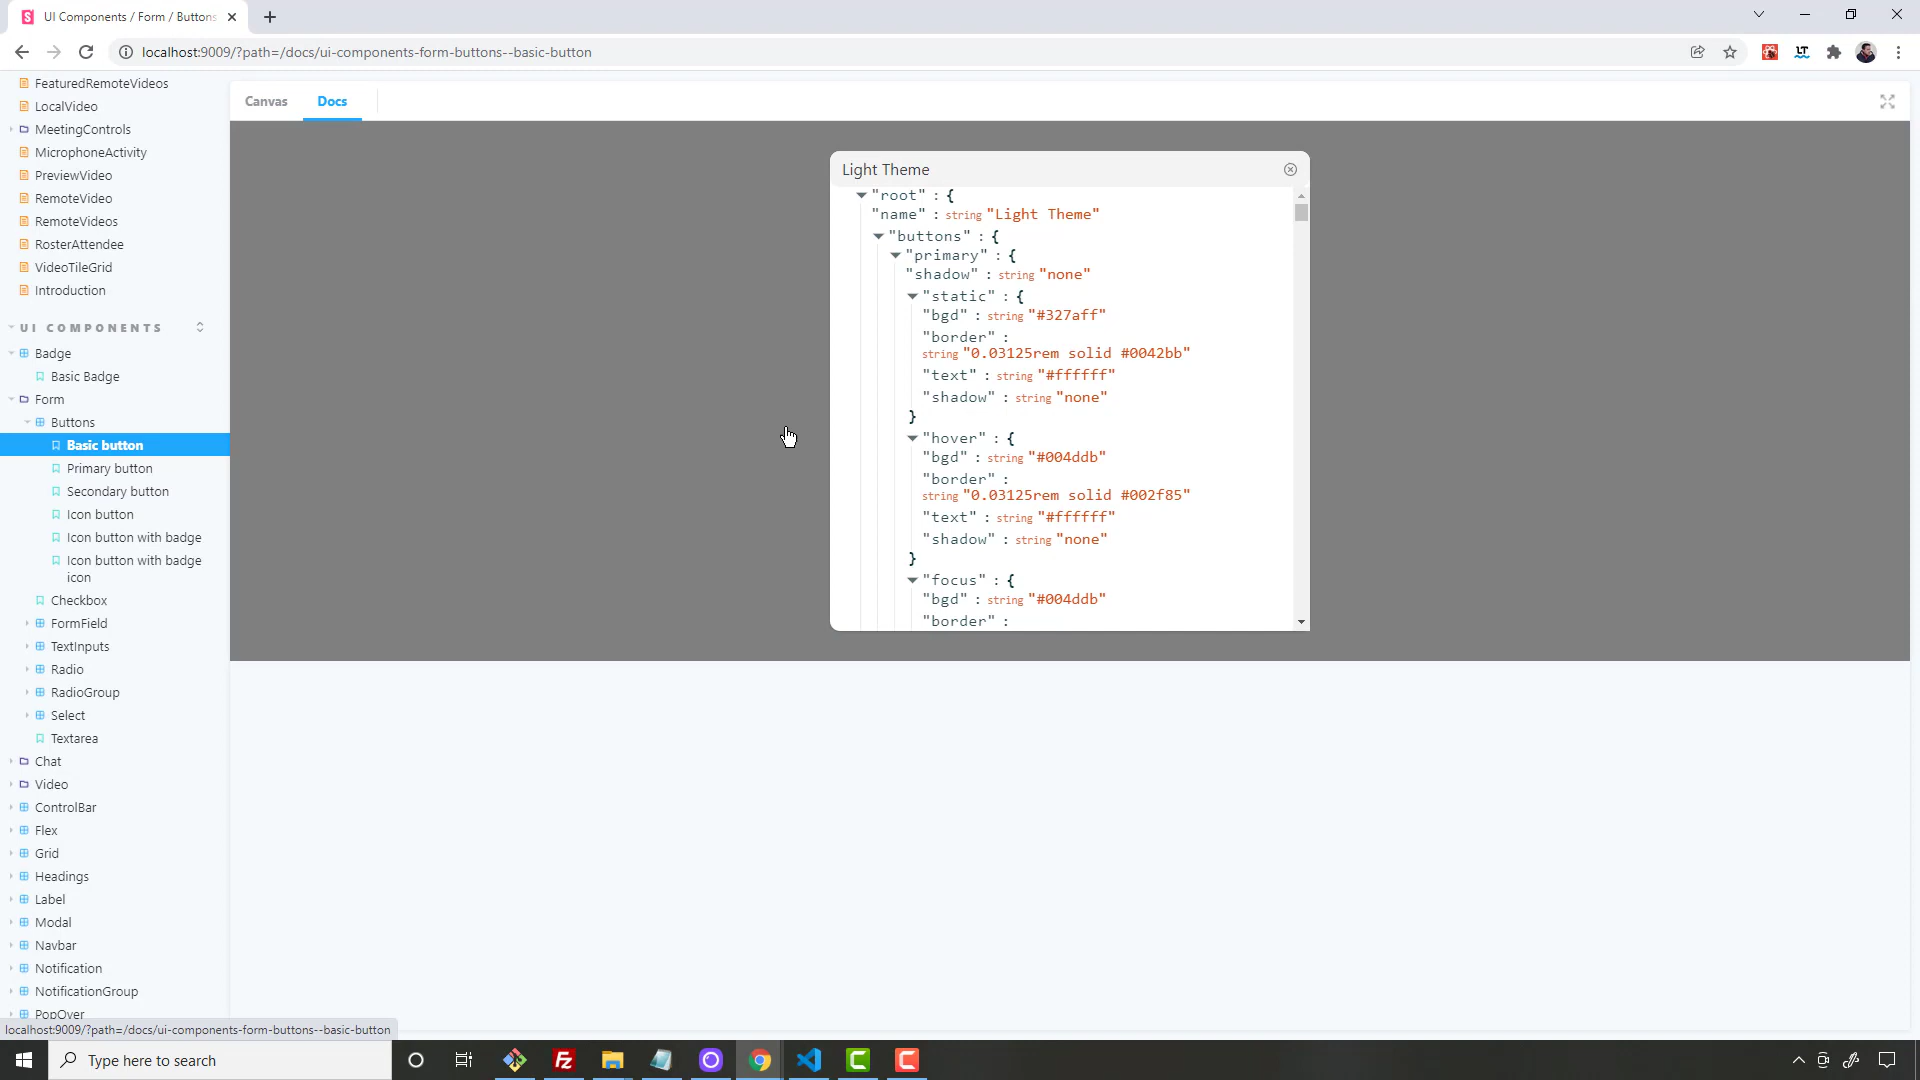 UI Components / Form / Buttons
localhost:9009/?path=/docs/ui-components-form-buttons--basic-button
FeaturedRemoteVideos
LocalVideo
MeetingControls
MicrophoneActivity
PreviewVideo
RemoteVideo
RemoteVideos
RosterAttendee
VideoTileGrid
Introduction
UI COMPONENTS
Badge
Basic Badge
Form
Buttons
Basic button
Primary button
Secondary button
Icon button
Icon button with badge
Icon button with badge
icon
Checkbox
FormField
TextInputs
Radio
RadioGroup
Select
Textarea
Chat
Video
ControlBar
Flex
Grid
Headings
Label
Modal
Navbar
Notification
NotificationGroup
PopOver
localhost:9009/?path=/docs/ui-components-form-buttons--basic-button
Canvas
Docs
Light Theme
"root" : {
"name" : string "Light Theme"
"buttons" : {
"primary" : {
"shadow" : string "none"
"static" : {
"bgd" : string "#327aff"
"border" :
string "0.03125rem solid #0042bb"
"text" : string "#ffffff"
"shadow" : string "none"
}
"hover" : {
"bgd" : string "#004ddb"
"border" :
string "0.03125rem solid #002f85"
"text" : string "#ffffff"
"shadow" : string "none"
}
"focus" : {
"bgd" : string "#004ddb"
"border" :
Type here to search